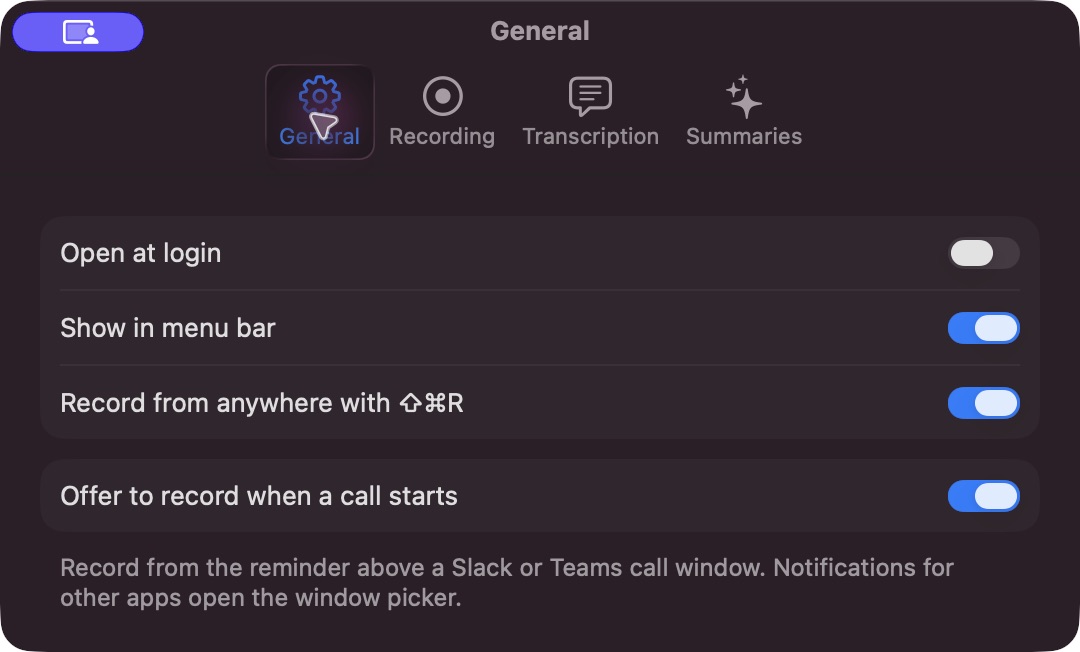 General
General
Recording
Transcription
Summaries
Open at login
Show in menu bar
Record from anywhere with ⇧⌘R
Offer to record when a call starts
Record from the reminder above a Slack or Teams call window. Notifications for
other apps open the window picker.